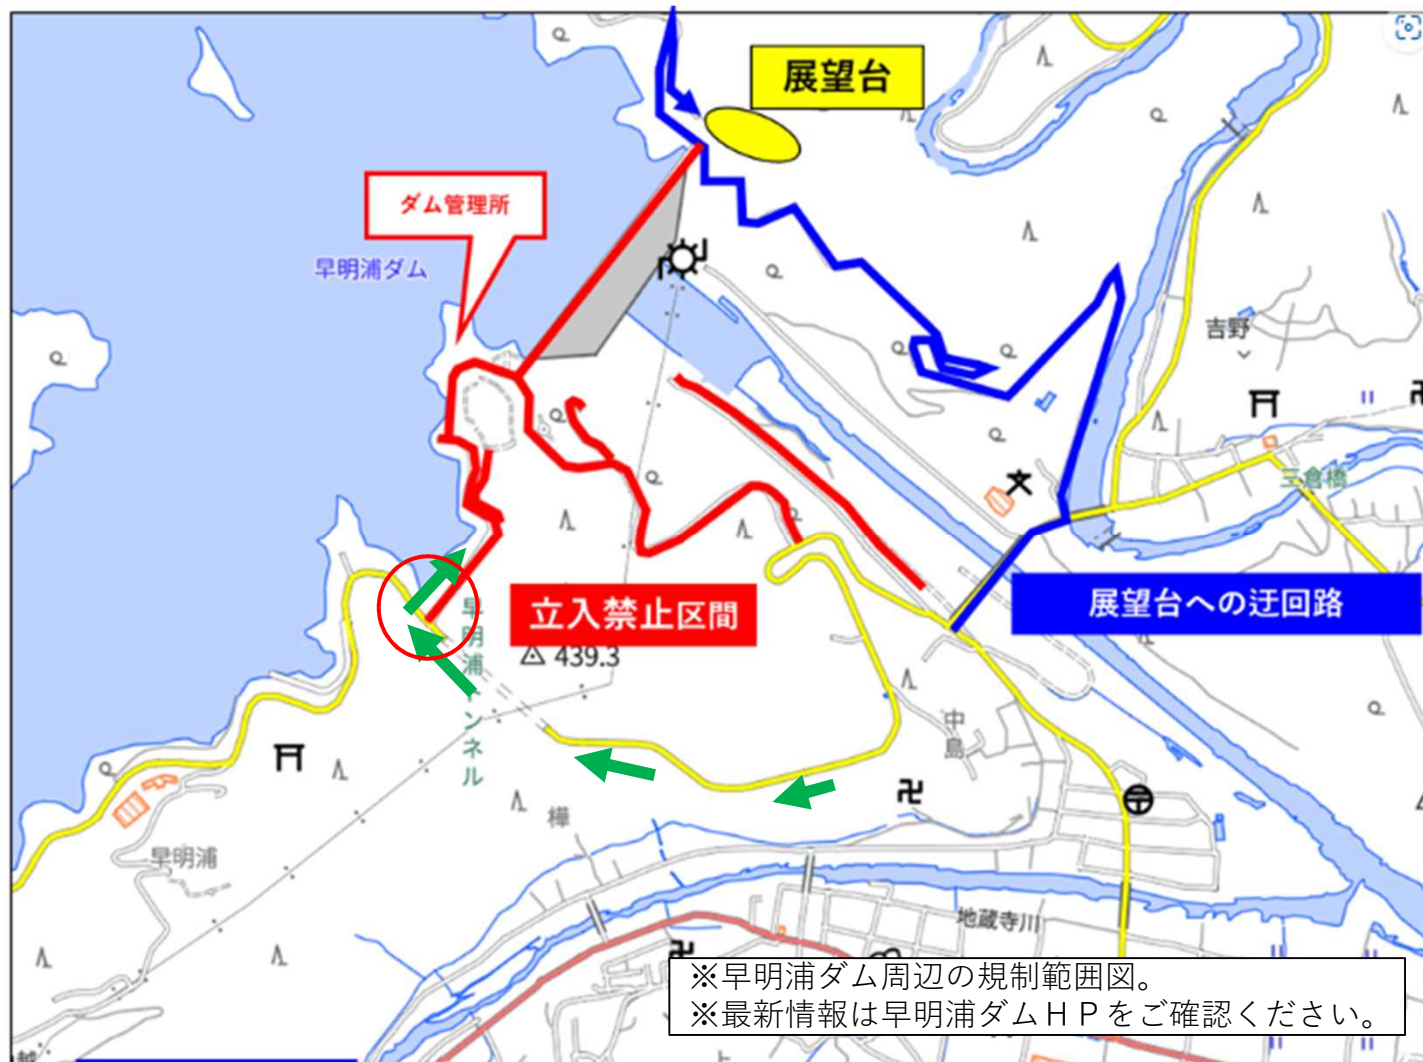 展望台
ダム管理所
早明浦ダム
吉野
三倉橋
展望台への迂回路
立入禁止区間
439.3
早明浦トンネル
中島
樺
早明浦
地蔵寺川
※早明浦ダム周辺の規制範囲図。
※最新情報は早明浦ダムＨＰをご確認ください。